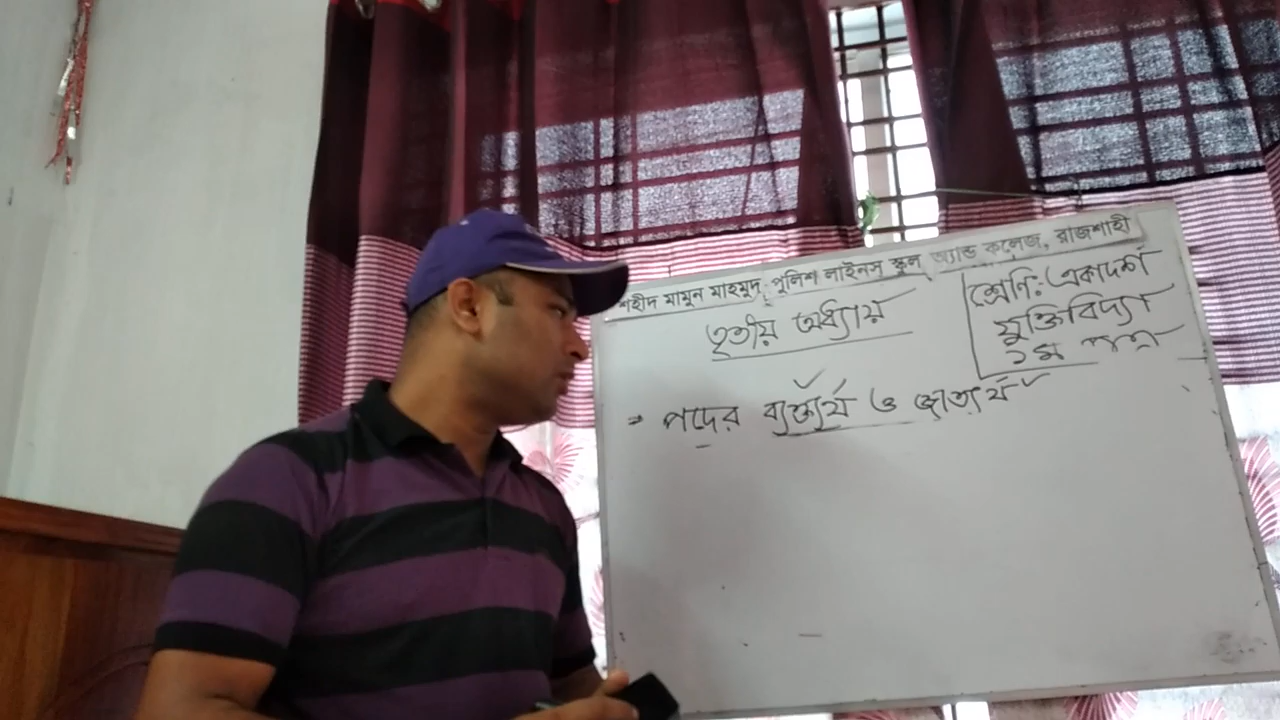 শহীদ মামুন মাহমুদ পুলিশ লাইনস স্কুল অ্যান্ড কলেজ, রাজশাহী
তৃতীয় অধ্যায়
শ্রেণি: একাদশ
যুক্তিবিদ্যা
১ম পত্র
⇒ পদের ব্যক্ত্যর্থ ও জাত্যর্থ